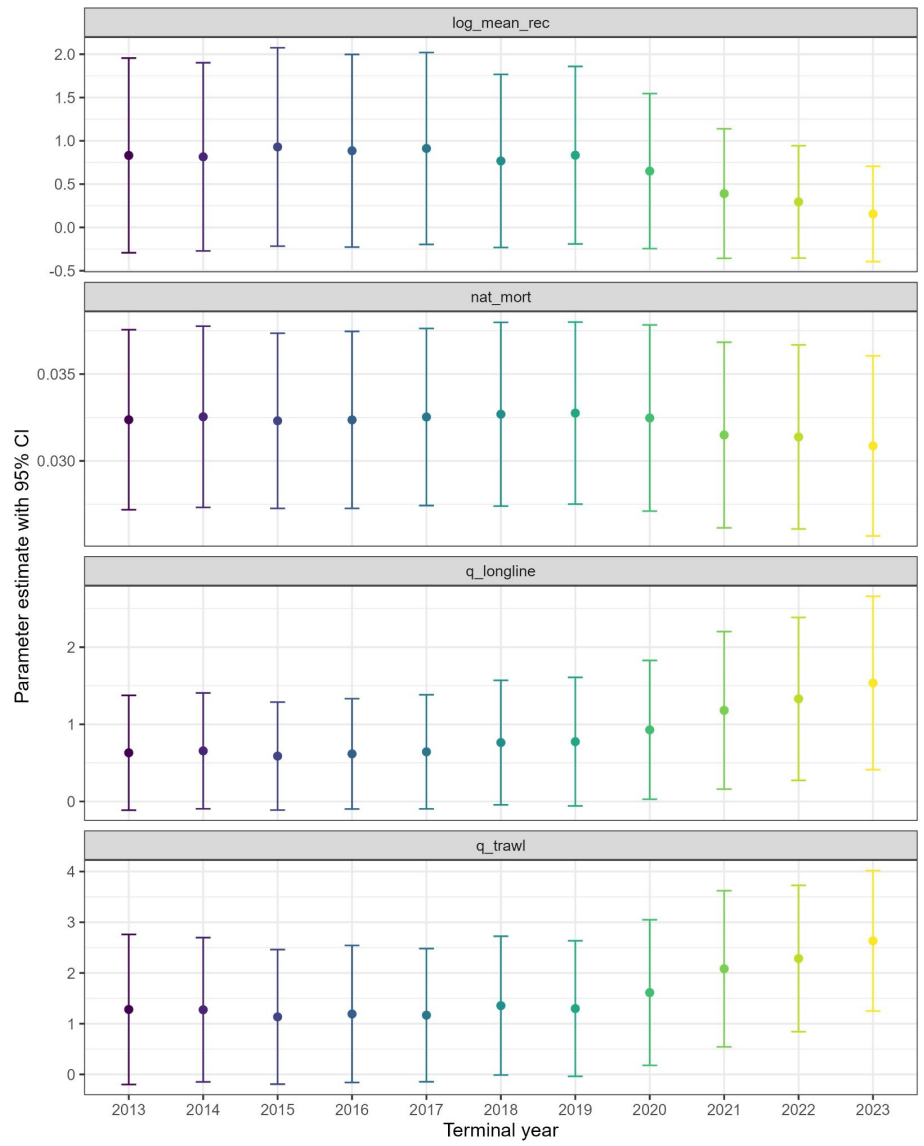 log_mean_rec
2.0
1.5
1.0
0.5
0.0
-0.5
nat_mort
0.035
0.030
q_longline
2
1
0
q_trawl
4
3
2
1
0
2013 2014 2015 2016 2017 2018 2019 2020 2021 2022 2023
Terminal year
Parameter estimate with 95% CI